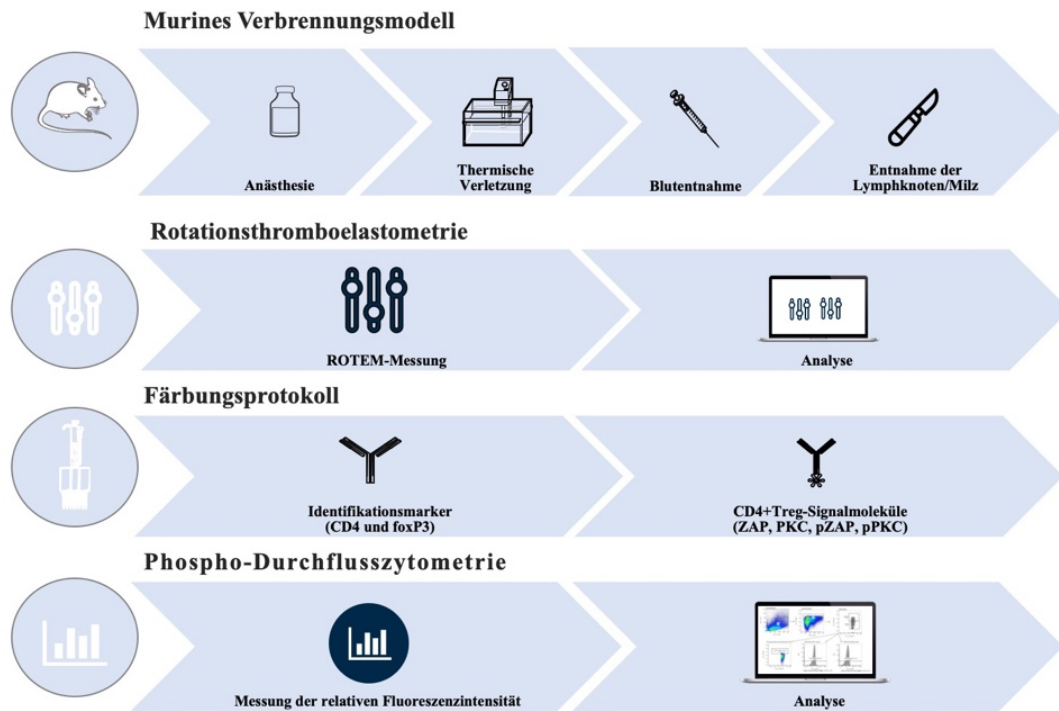 Murines Verbrennungsmodell
Anästhesie
Thermische
Verletzung
Blutentnahme
Entnahme der
Lymphknoten/Milz
Rotationsthromboelastometrie
ROTEM-Messung
Analyse
Färbungsprotokoll
Identifikationsmarker
(CD4 und foxP3)
CD4+Treg-Signalmoleküle
(ZAP, PKC, pZAP, pPKC)
Phospho-Durchflusszytometrie
Messung der relativen Fluoreszenzintensität
Analyse